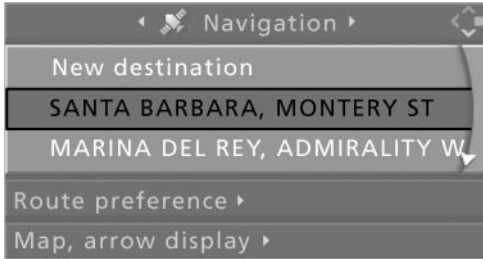 Navigation
New destination
SANTA BARBARA, MONTERY ST
MARINA DEL REY, ADMIRALITY W
Route preference
Map, arrow display